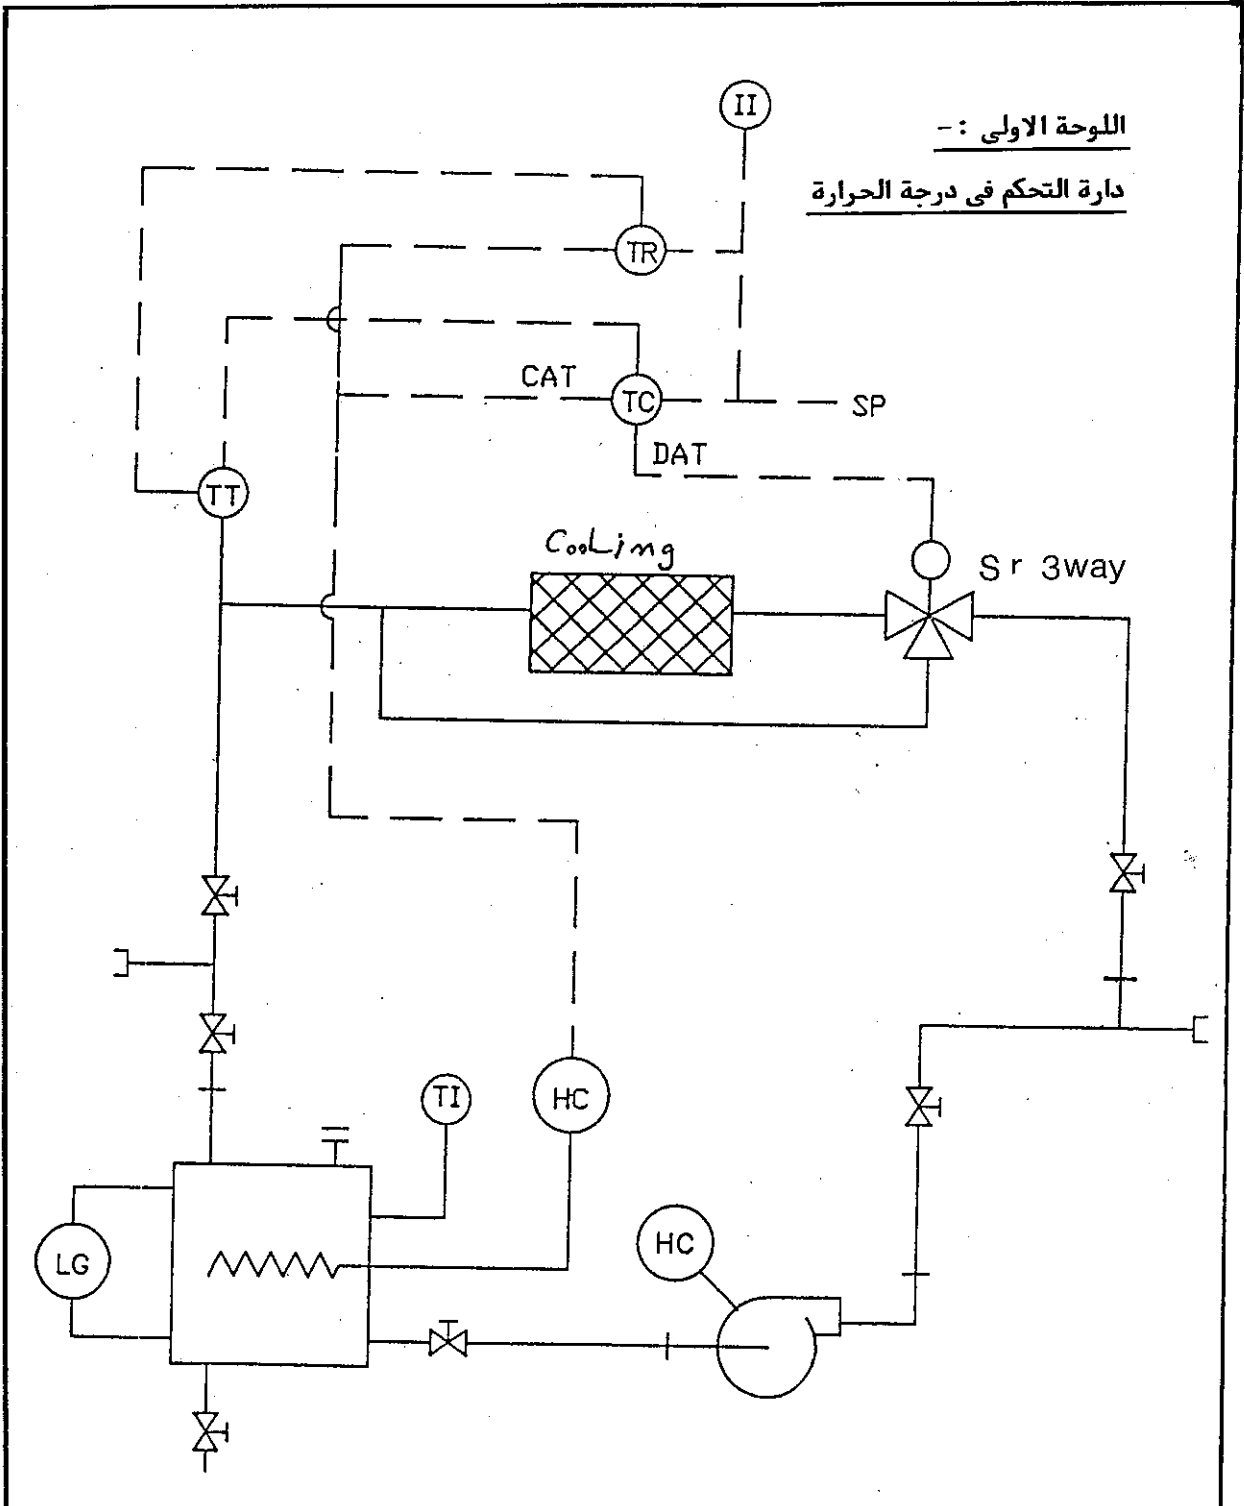 II
اللوحة الاولى :-
دارة التحكم فى درجة الحرارة
TR
CAT
TC
SP
DAT
TT
Cooling
Sr 3way
TI
HC
HC
LG